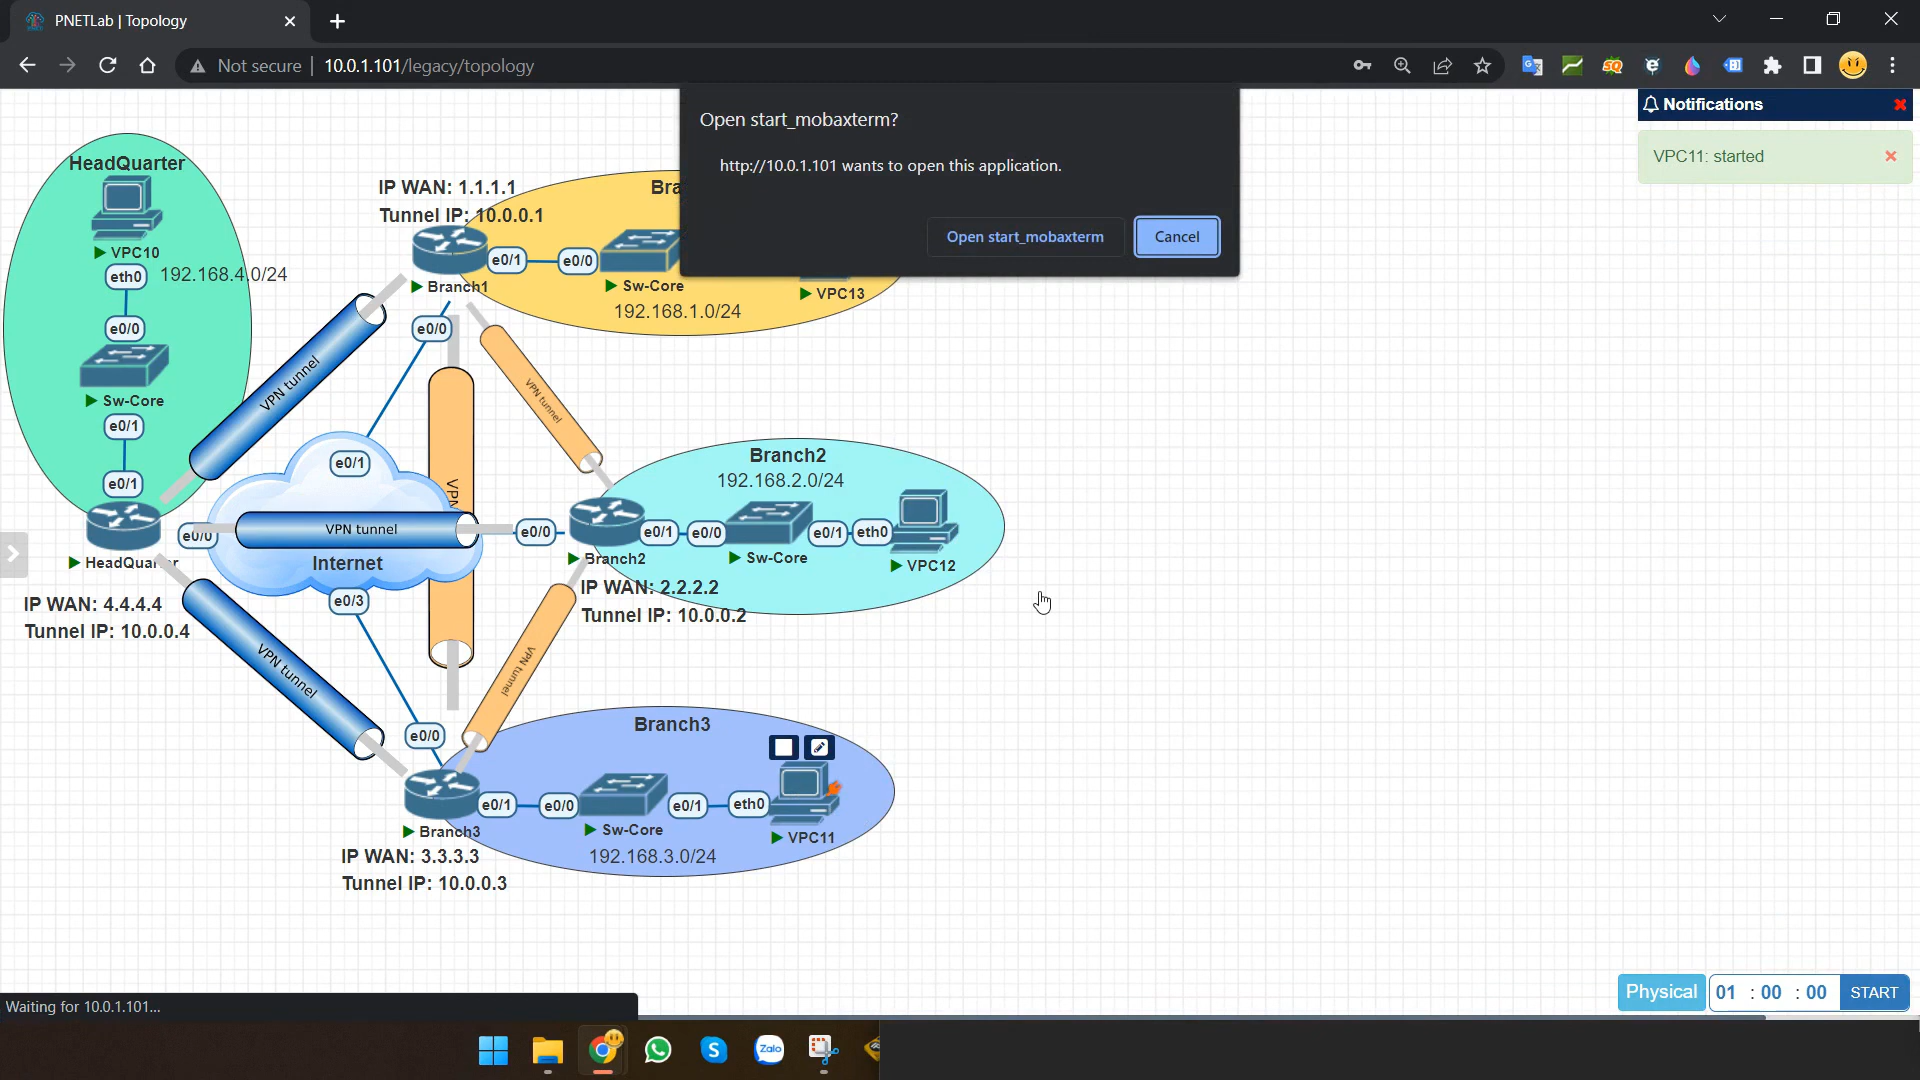 PNETLab | Topology
Not secure
10.0.1.101/legacy/topology
Open start_mobaxterm?
http://10.0.1.101 wants to open this application.
Open start_mobaxterm
Cancel
Notifications
VPC11: started
HeadQuarter
VPC10
eth0
192.168.4.0/24
e0/0
Sw-Core
e0/1
e0/1
HeadQuarter
e0/0
IP WAN: 4.4.4.4
Tunnel IP: 10.0.0.4
IP WAN: 1.1.1.1
Tunnel IP: 10.0.0.1
Bra
Branch1
e0/1
e0/0
Sw-Core
192.168.1.0/24
VPC13
e0/0
VPN tunnel
VPN tunnel
VPN
e0/1
VPN tunnel
Internet
e0/3
e0/0
Branch2
192.168.2.0/24
Branch2
e0/1
e0/0
Sw-Core
e0/1
eth0
VPC12
IP WAN: 2.2.2.2
Tunnel IP: 10.0.0.2
VPN tunnel
VPN tunnel
e0/0
Branch3
Branch3
e0/1
e0/0
Sw-Core
192.168.3.0/24
e0/1
eth0
VPC11
IP WAN: 3.3.3.3
Tunnel IP: 10.0.0.3
Physical
01 : 00 : 00
START
Waiting for 10.0.1.101...
Zalo